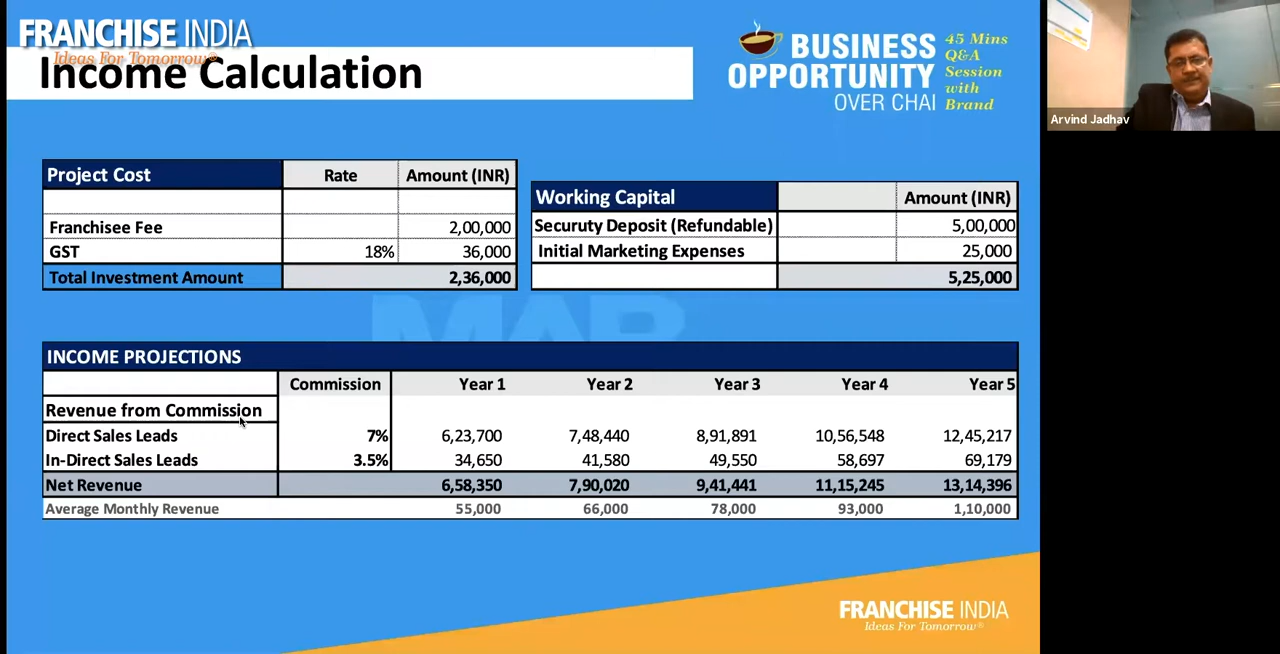 FRANCHISE INDIA
Ideas For Tomorrow®
Income Calculation
BUSINESS
OPPORTUNITY
OVER CHAI
45 Mins
Q&A
Session
with
Brand
Arvind Jadhav
Project Cost Rate Amount (INR)
Franchisee Fee 2,00,000
GST 18% 36,000
Total Investment Amount 2,36,000
Working Capital Amount (INR)
Securuty Deposit (Refundable) 5,00,000
Initial Marketing Expenses 25,000
5,25,000
INCOME PROJECTIONS
Commission Year 1 Year 2 Year 3 Year 4 Year 5
Revenue from Commission
Direct Sales Leads 7% 6,23,700 7,48,440 8,91,891 10,56,548 12,45,217
In-Direct Sales Leads 3.5% 34,650 41,580 49,550 58,697 69,179
Net Revenue 6,58,350 7,90,020 9,41,441 11,15,245 13,14,396
Average Monthly Revenue 55,000 66,000 78,000 93,000 1,10,000
FRANCHISE INDIA
Ideas For Tomorrow®